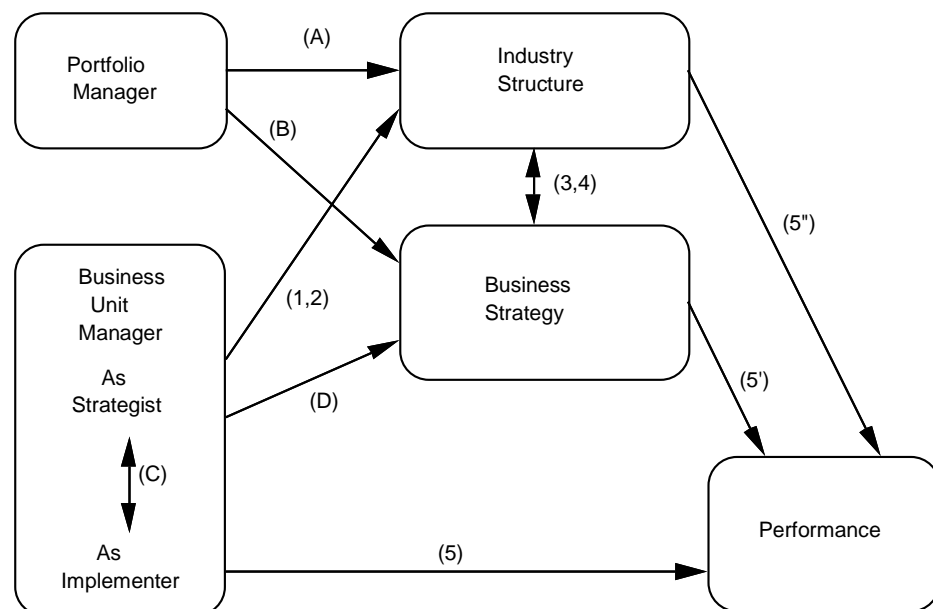 (A)
Portfolio
Manager
Industry
Structure
(B)
(3,4)
(5")
Business
Unit
Manager
(1,2)
Business
Strategy
As
Strategist
(D)
(5')
(C)
As
Implementer
(5)
Performance